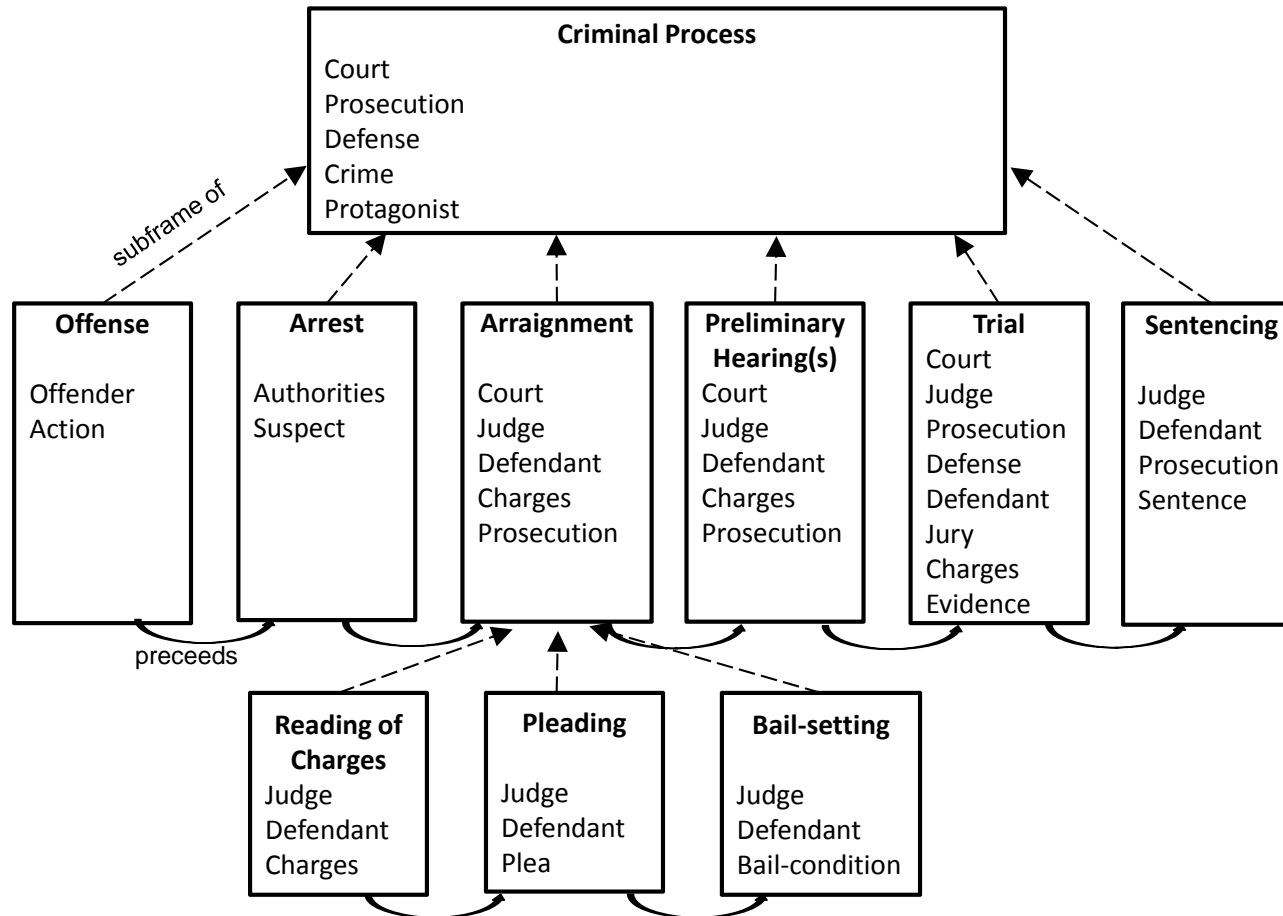 Criminal Process
Court
Prosecution
Defense
Crime
Protagonist
subframe of
Offense
Offender
Action
Arrest
Authorities
Suspect
Arraignment
Court
Judge
Defendant
Charges
Prosecution
Preliminary
Hearing(s)
Court
Judge
Defendant
Charges
Prosecution
Trial
Court
Judge
Prosecution
Defense
Defendant
Jury
Charges
Evidence
Sentencing
Judge
Defendant
Prosecution
Sentence
preceeds
Reading of
Charges
Judge
Defendant
Charges
Pleading
Judge
Defendant
Plea
Bail-setting
Judge
Defendant
Bail-condition